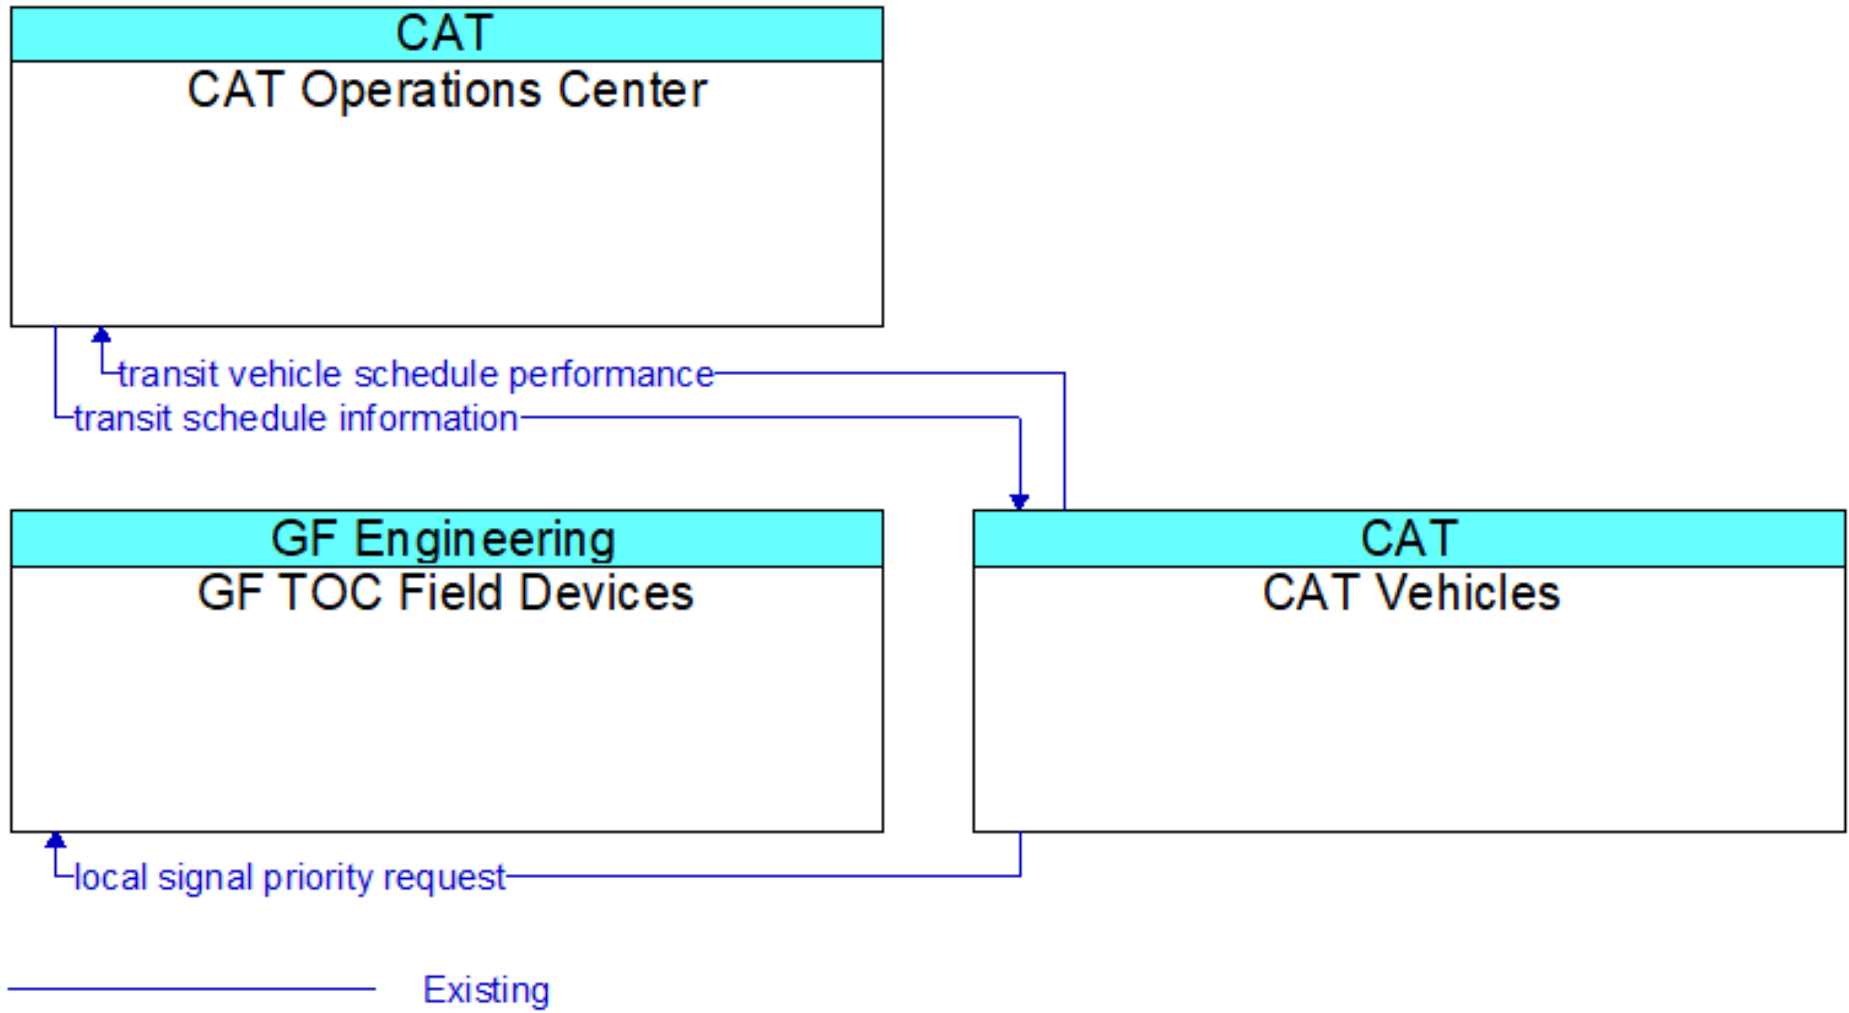 CAT
CAT Operations Center
transit vehicle schedule performance
transit schedule information
GF Engineering
GF TOC Field Devices
CAT
CAT Vehicles
local signal priority request
Existing